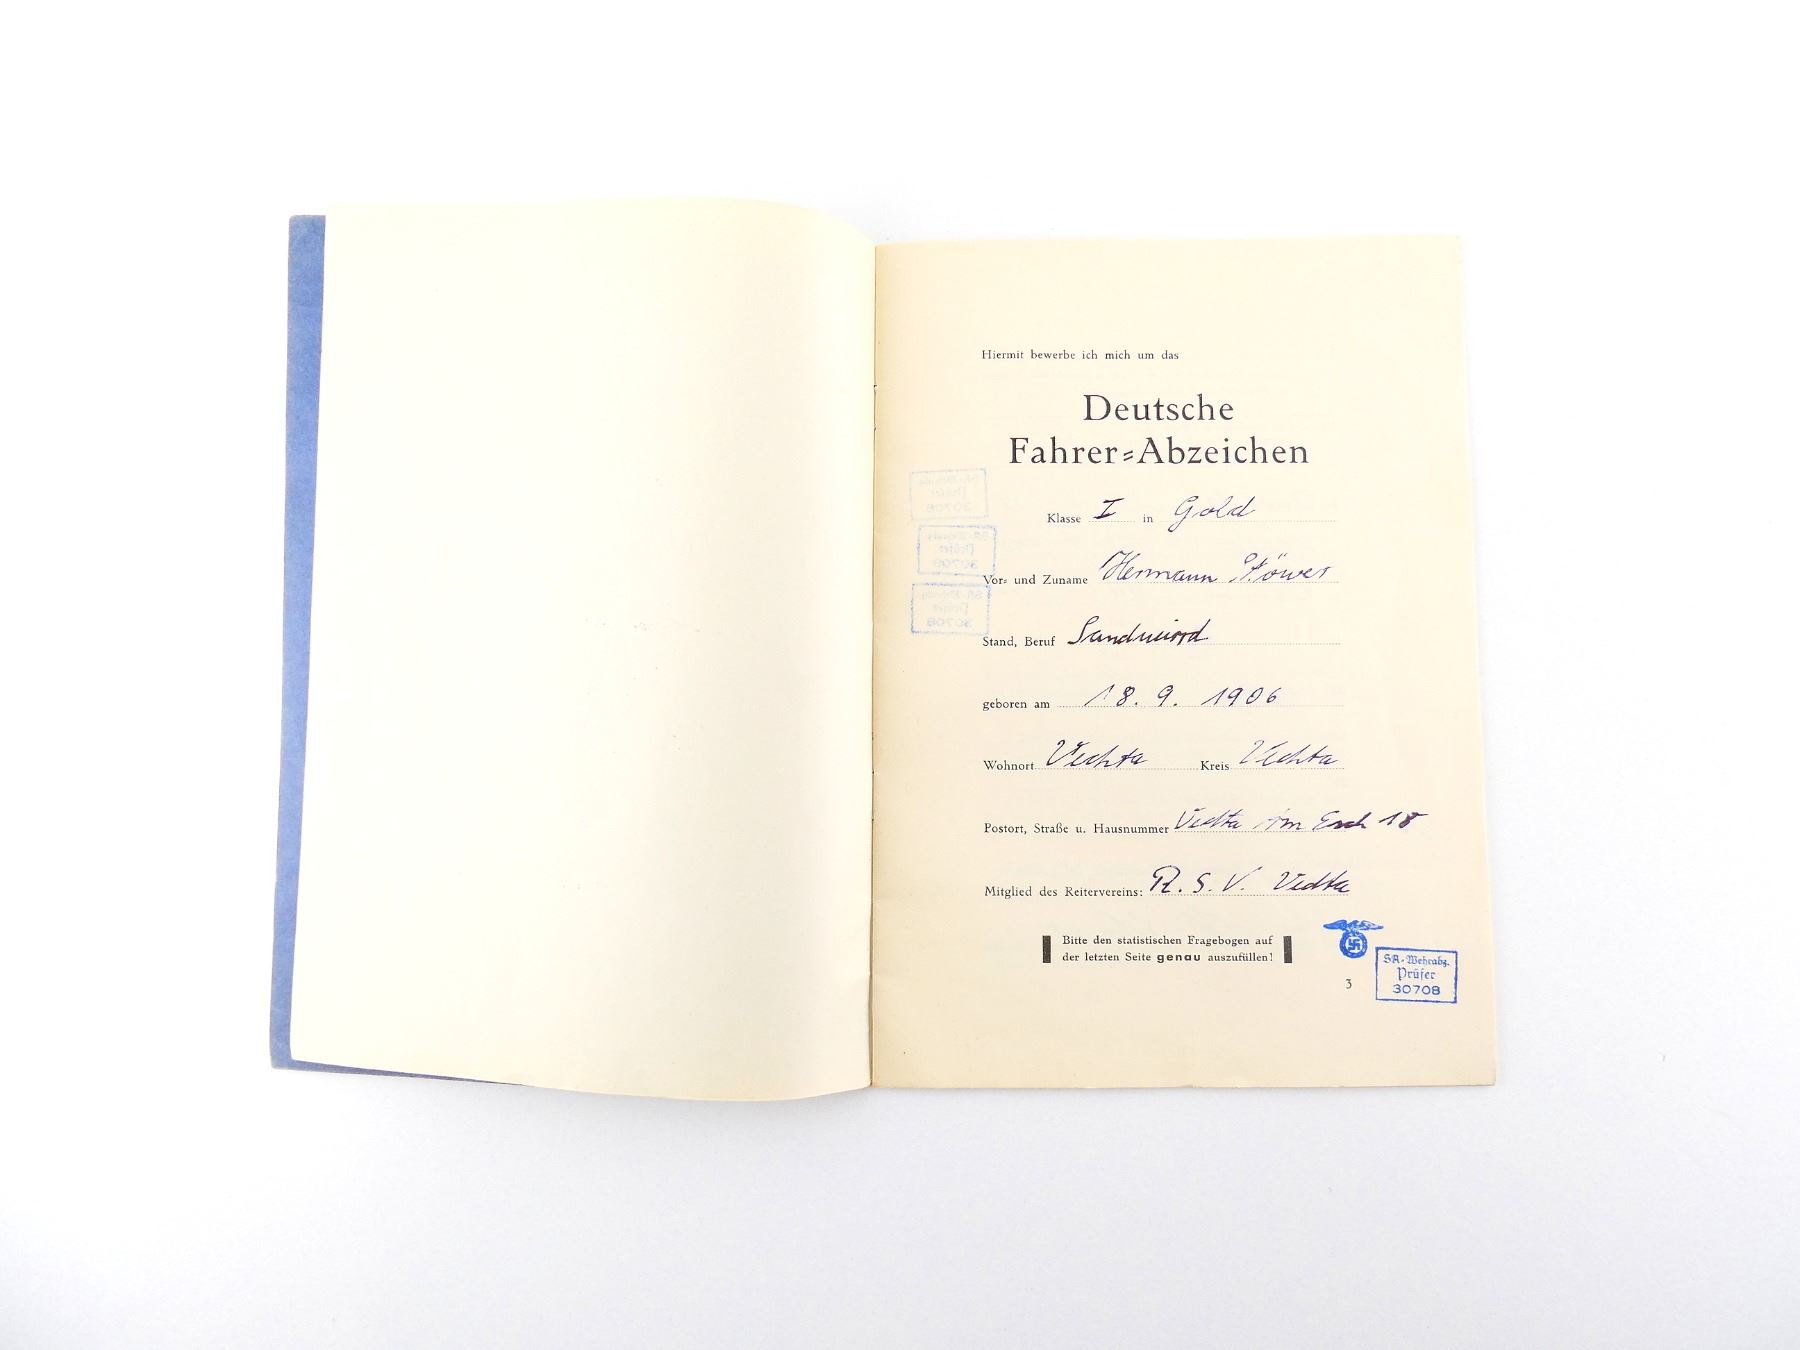 Hiermit bewerbe ich mich um das
Deutsche
Fahrer=Abzeichen
Klasse I in Gold
Vor= und Zuname Hermann Stöwer
Stand, Beruf
geboren am 18. 9. 1906
Wohnort Vechta Kreis Vechta
Postort, Straße u. Hausnummer Vechta Am Esch 18
Mitglied des Reitervereins: R. S. V. Vechta
Bitte den statistischen Fragebogen auf
der letzten Seite genau auszufüllen!
3
SA-Wehrabz.
Prüfer
30708